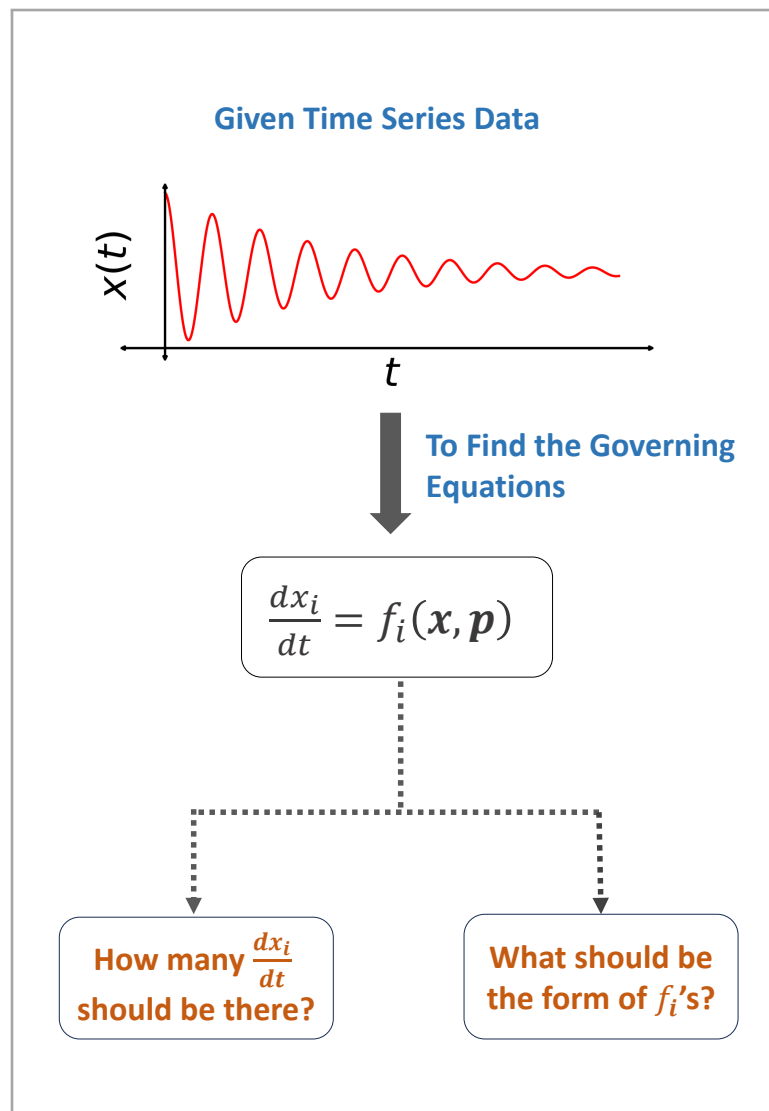 Given Time Series Data
x(t)
t
To Find the Governing
Equations
dx_i/dt = f_i(x, p)
How many dx_i/dt
should be there?
What should be
the form of f_i's?